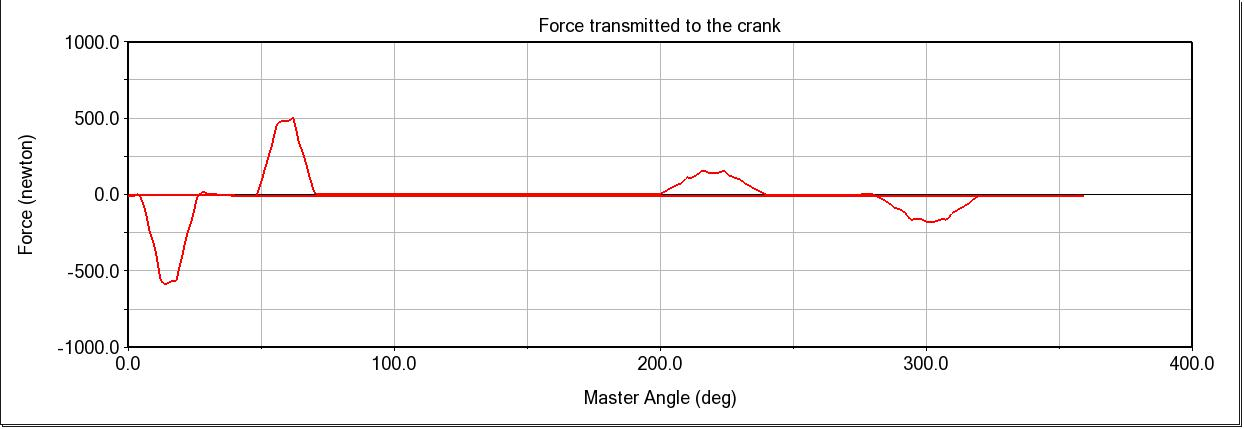 Force transmitted to the crank
1000.0
500.0
0.0
-500.0
-1000.0
Force (newton)
0.0 100.0 200.0 300.0 400.0
Master Angle (deg)